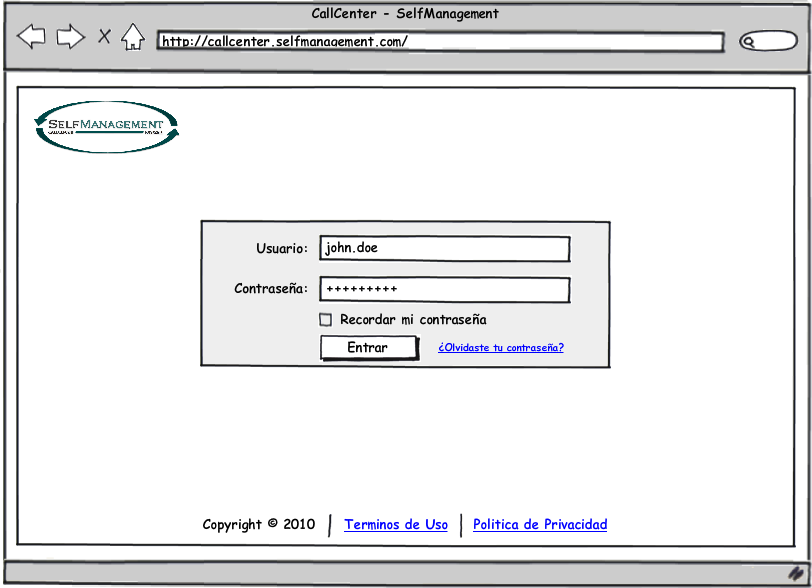 CallCenter - SelfManagement
http://callcenter.selfmanagement.com/
SELFMANAGEMENT
Usuario: john.doe
Contraseña: +++++++++
Recordar mi contraseña
Entrar ¿Olvidaste tu contraseña?
Copyright © 2010 | Terminos de Uso | Politica de Privacidad